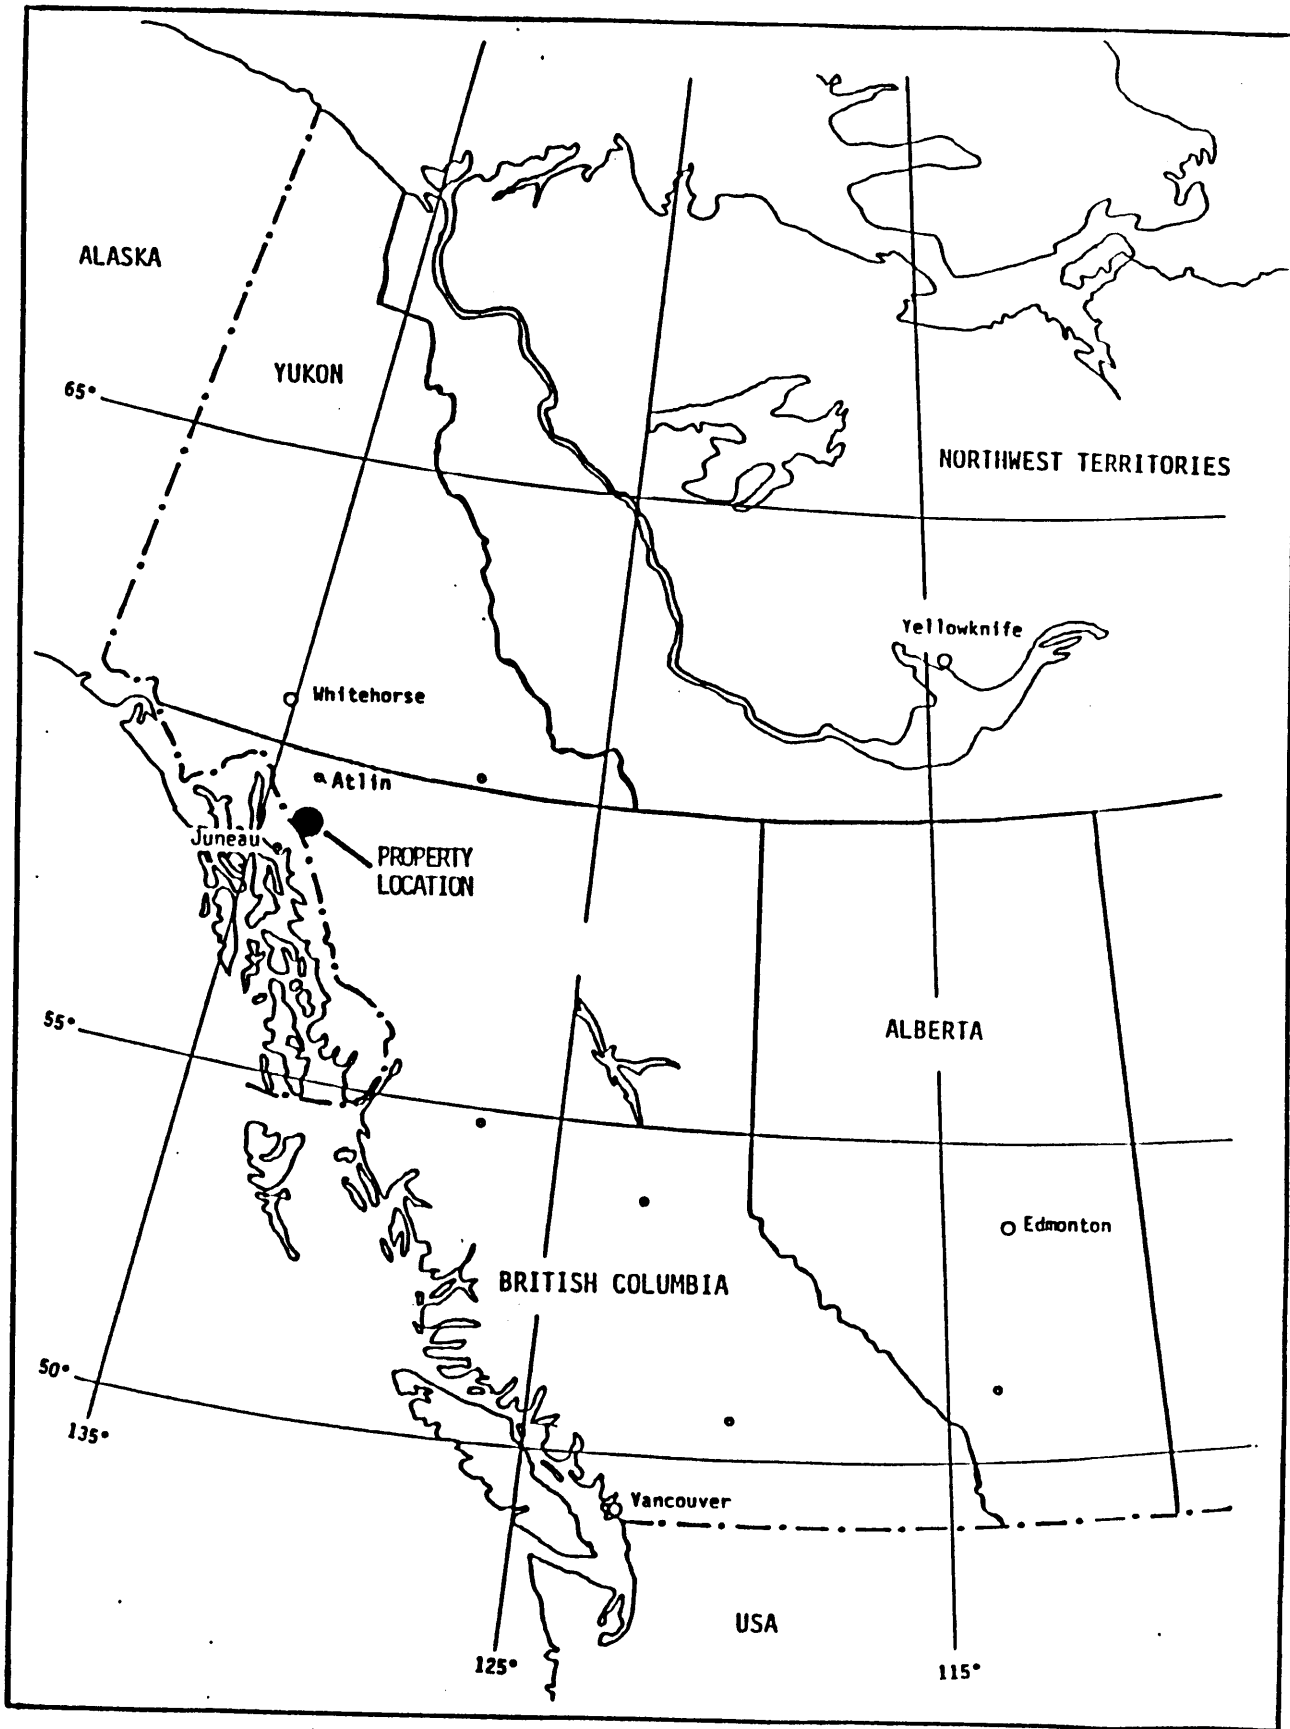 ALASKA
YUKON
65°
NORTHWEST TERRITORIES
Yellowknife
Whitehorse
Atlin
Juneau
PROPERTY
LOCATION
55°
ALBERTA
Edmonton
BRITISH COLUMBIA
50°
135°
Vancouver
USA
125°
115°